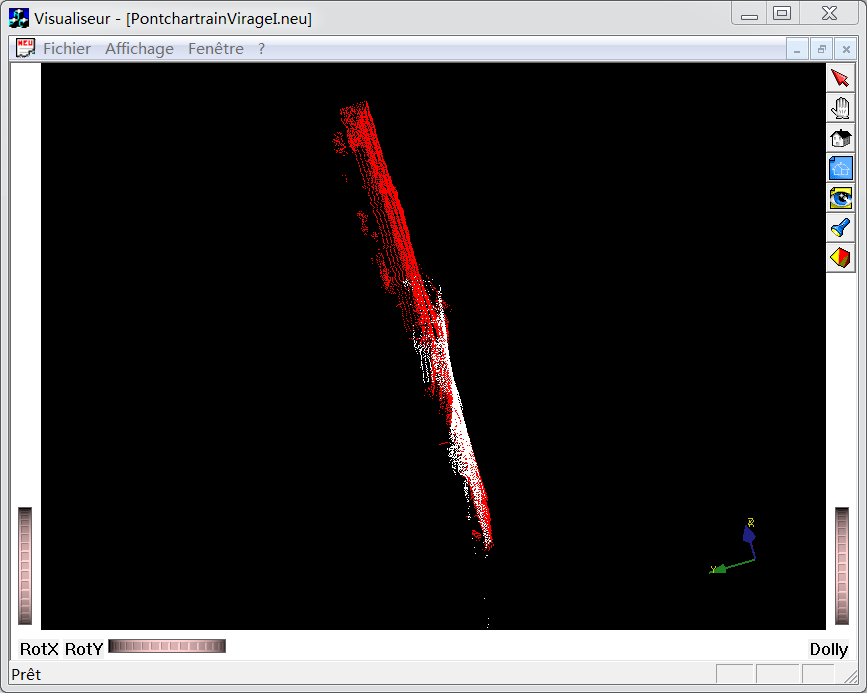 Visualiseur - [PontchartrainVirageI.neu]
NEU Fichier Affichage Fenêtre ?
Y
RotX RotY Dolly
Prêt